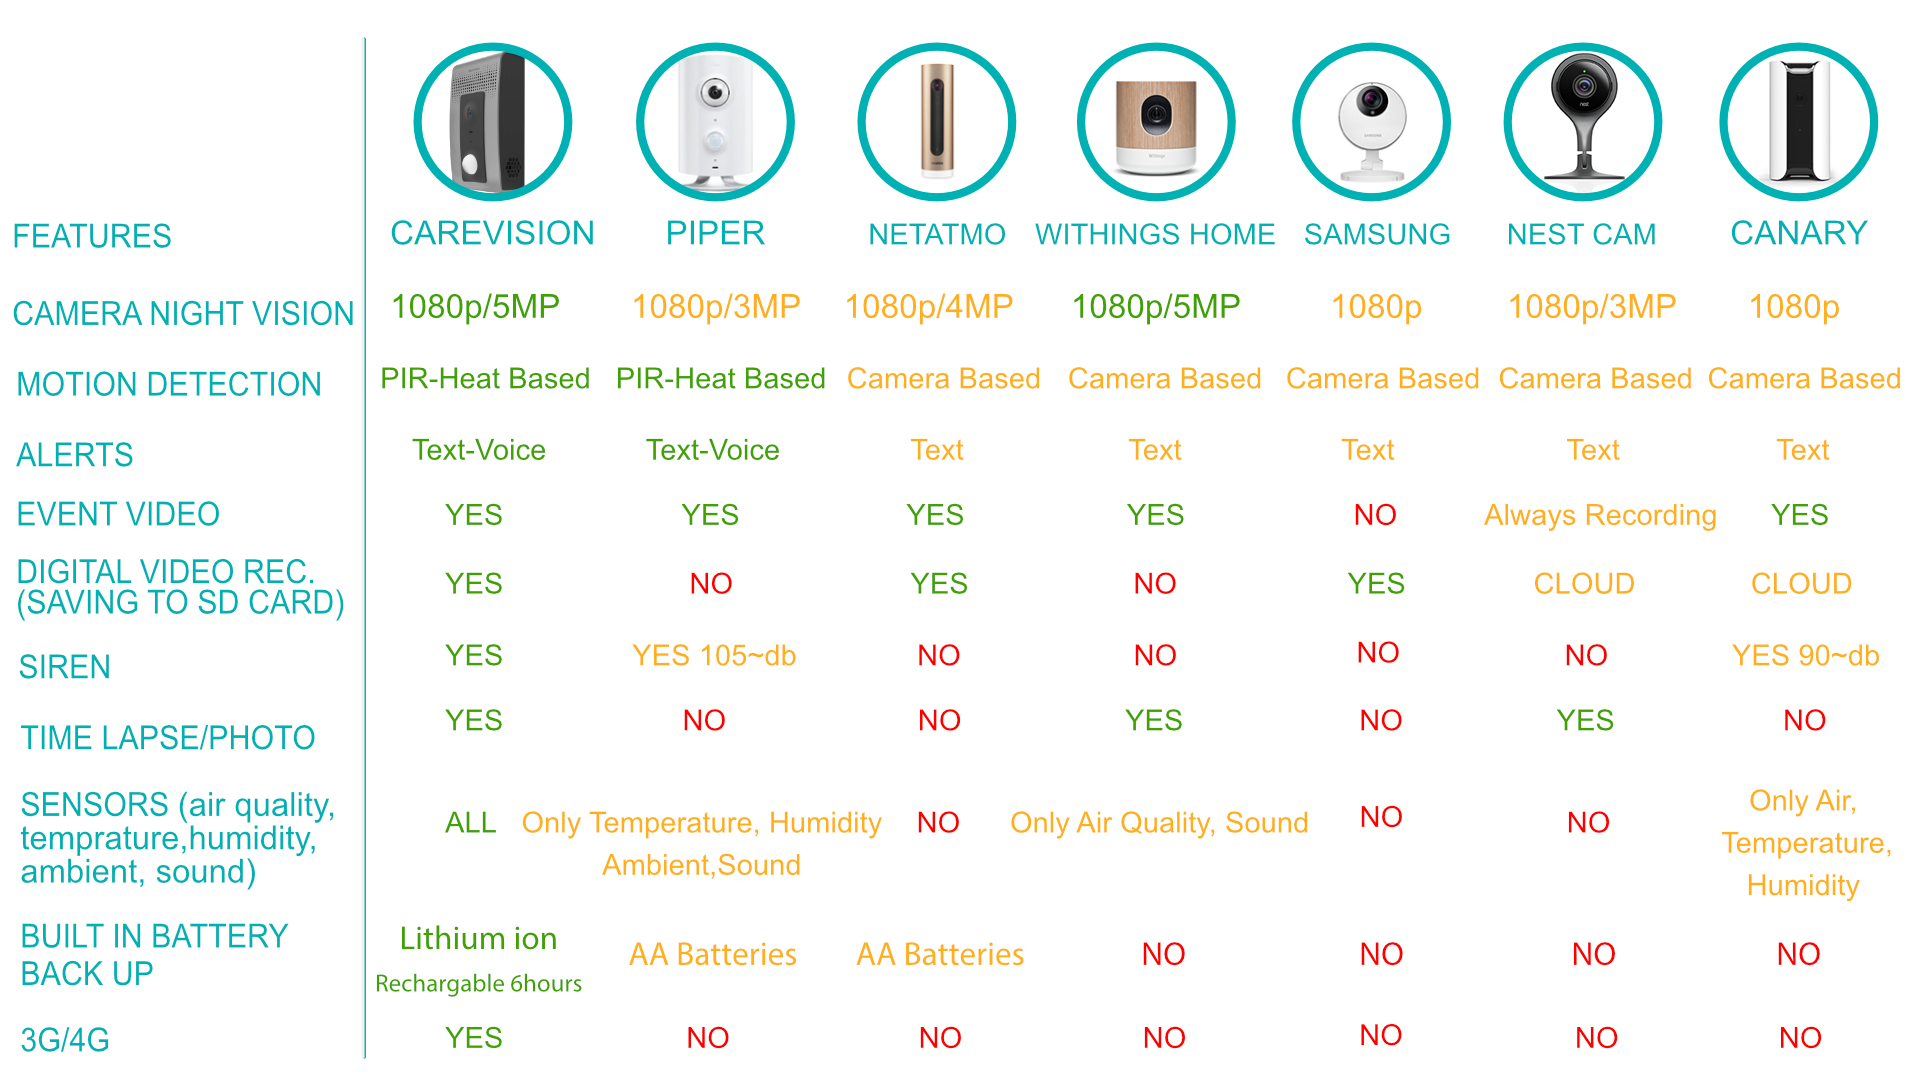 FEATURES CAREVISION PIPER NETATMO WITHINGS HOME SAMSUNG NEST CAM CANARY
CAMERA NIGHT VISION 1080p/5MP 1080p/3MP 1080p/4MP 1080p/5MP 1080p 1080p/3MP 1080p
MOTION DETECTION PIR-Heat Based PIR-Heat Based Camera Based Camera Based Camera Based Camera Based Camera Based
ALERTS Text-Voice Text-Voice Text Text Text Text Text
EVENT VIDEO YES YES YES YES NO Always Recording YES
DIGITAL VIDEO REC.
(SAVING TO SD CARD) YES NO YES NO YES CLOUD CLOUD
SIREN YES YES 105~db NO NO NO NO YES 90~db
TIME LAPSE/PHOTO YES NO NO YES NO YES NO
SENSORS (air quality, Only Air,
temprature,humidity, ALL Only Temperature, Humidity NO Only Air Quality, Sound NO NO Temperature,
ambient, sound) Ambient,Sound Humidity
BUILT IN BATTERY Lithium ion AA Batteries AA Batteries NO NO NO NO
BACK UP Rechargable 6hours
3G/4G YES NO NO NO NO NO NO